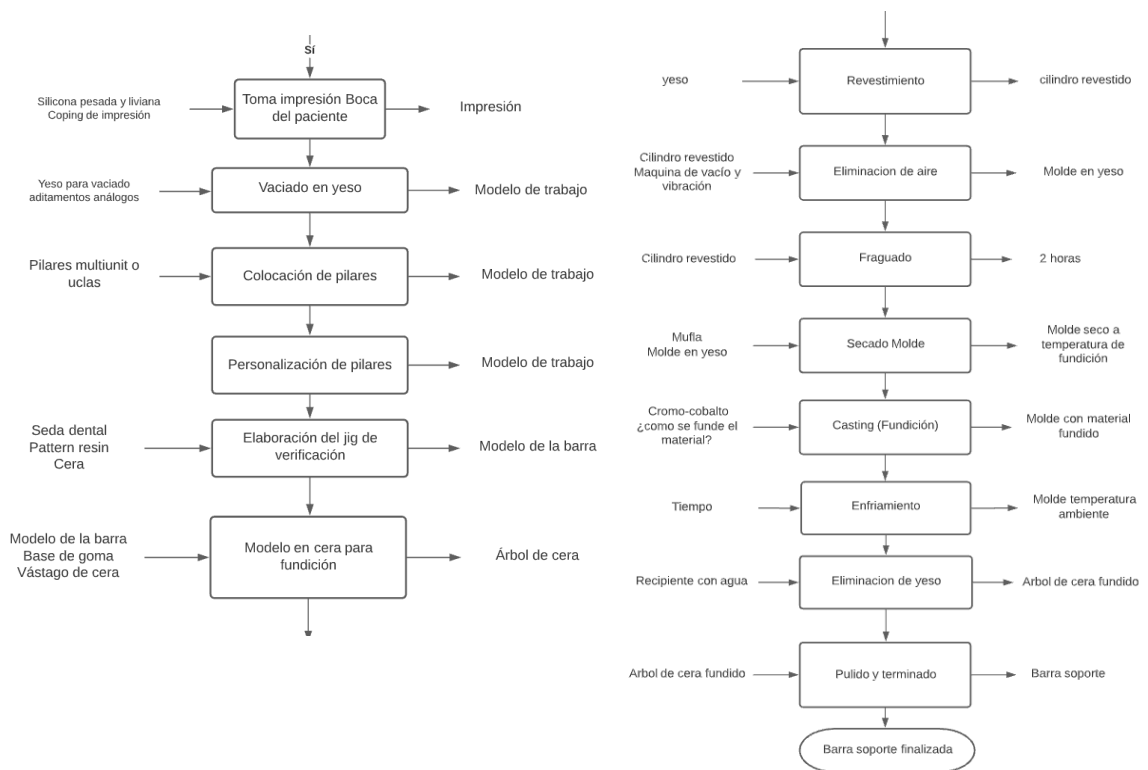 Sí
Silicona pesada y liviana
Coping de impresión
Toma impresión Boca
del paciente
Impresión
Yeso para vaciado
aditamentos análogos
Vaciado en yeso
Modelo de trabajo
Pilares multiunit o
uclas
Colocación de pilares
Modelo de trabajo
Personalización de pilares
Modelo de trabajo
Seda dental
Pattern resin
Cera
Elaboración del jig de
verificación
Modelo de la barra
Modelo de la barra
Base de goma
Vástago de cera
Modelo en cera para
fundición
Árbol de cera
yeso
Revestimiento
cilindro revestido
Cilindro revestido
Maquina de vacío y
vibración
Eliminacion de aire
Molde en yeso
Cilindro revestido
Fraguado
2 horas
Mufla
Molde en yeso
Secado Molde
Molde seco a
temperatura de
fundición
Cromo-cobalto
¿como se funde el
material?
Casting (Fundición)
Molde con material
fundido
Tiempo
Enfriamiento
Molde temperatura
ambiente
Recipiente con agua
Eliminacion de yeso
Arbol de cera fundido
Arbol de cera fundido
Pulido y terminado
Barra soporte
Barra soporte finalizada